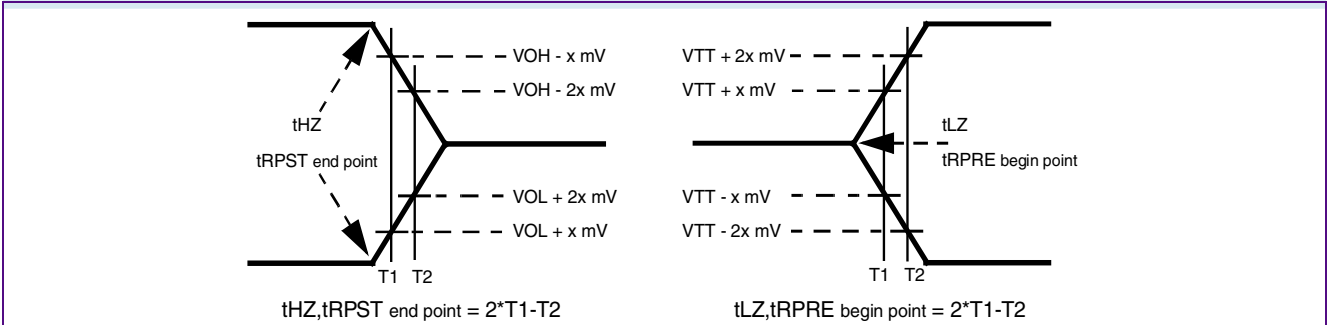 VOH - x mV
VOH - 2x mV
tHZ
tRPST end point
VOL + 2x mV
VOL + x mV
T1 T2
tHZ,tRPST end point = 2*T1-T2
VTT + 2x mV
VTT + x mV
tLZ
tRPRE begin point
VTT - x mV
VTT - 2x mV
T1 T2
tLZ,tRPRE begin point = 2*T1-T2